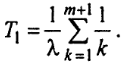 $T_1 = \frac{1}{\lambda} \sum_{k=1}^{m+1} \frac{1}{k}.$